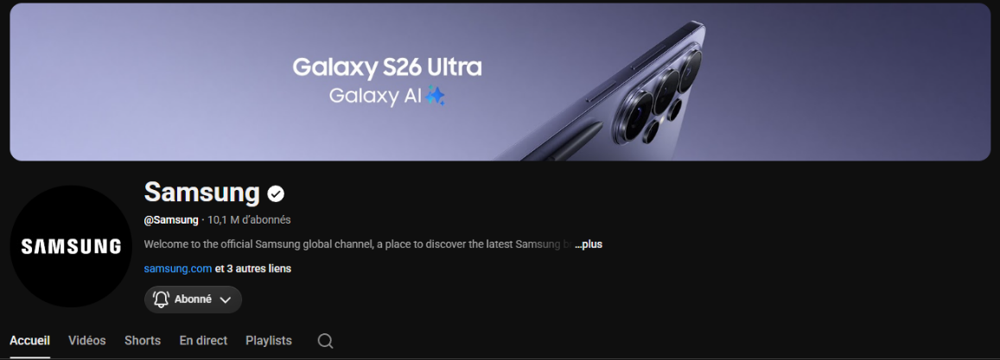 Galaxy S26 Ultra
Galaxy AI
SAMSUNG
Samsung
@Samsung · 10,1 M d’abonnés
Welcome to the official Samsung global channel, a place to discover the latest Samsung ...plus
samsung.com et 3 autres liens
Abonné
Accueil Vidéos Shorts En direct Playlists